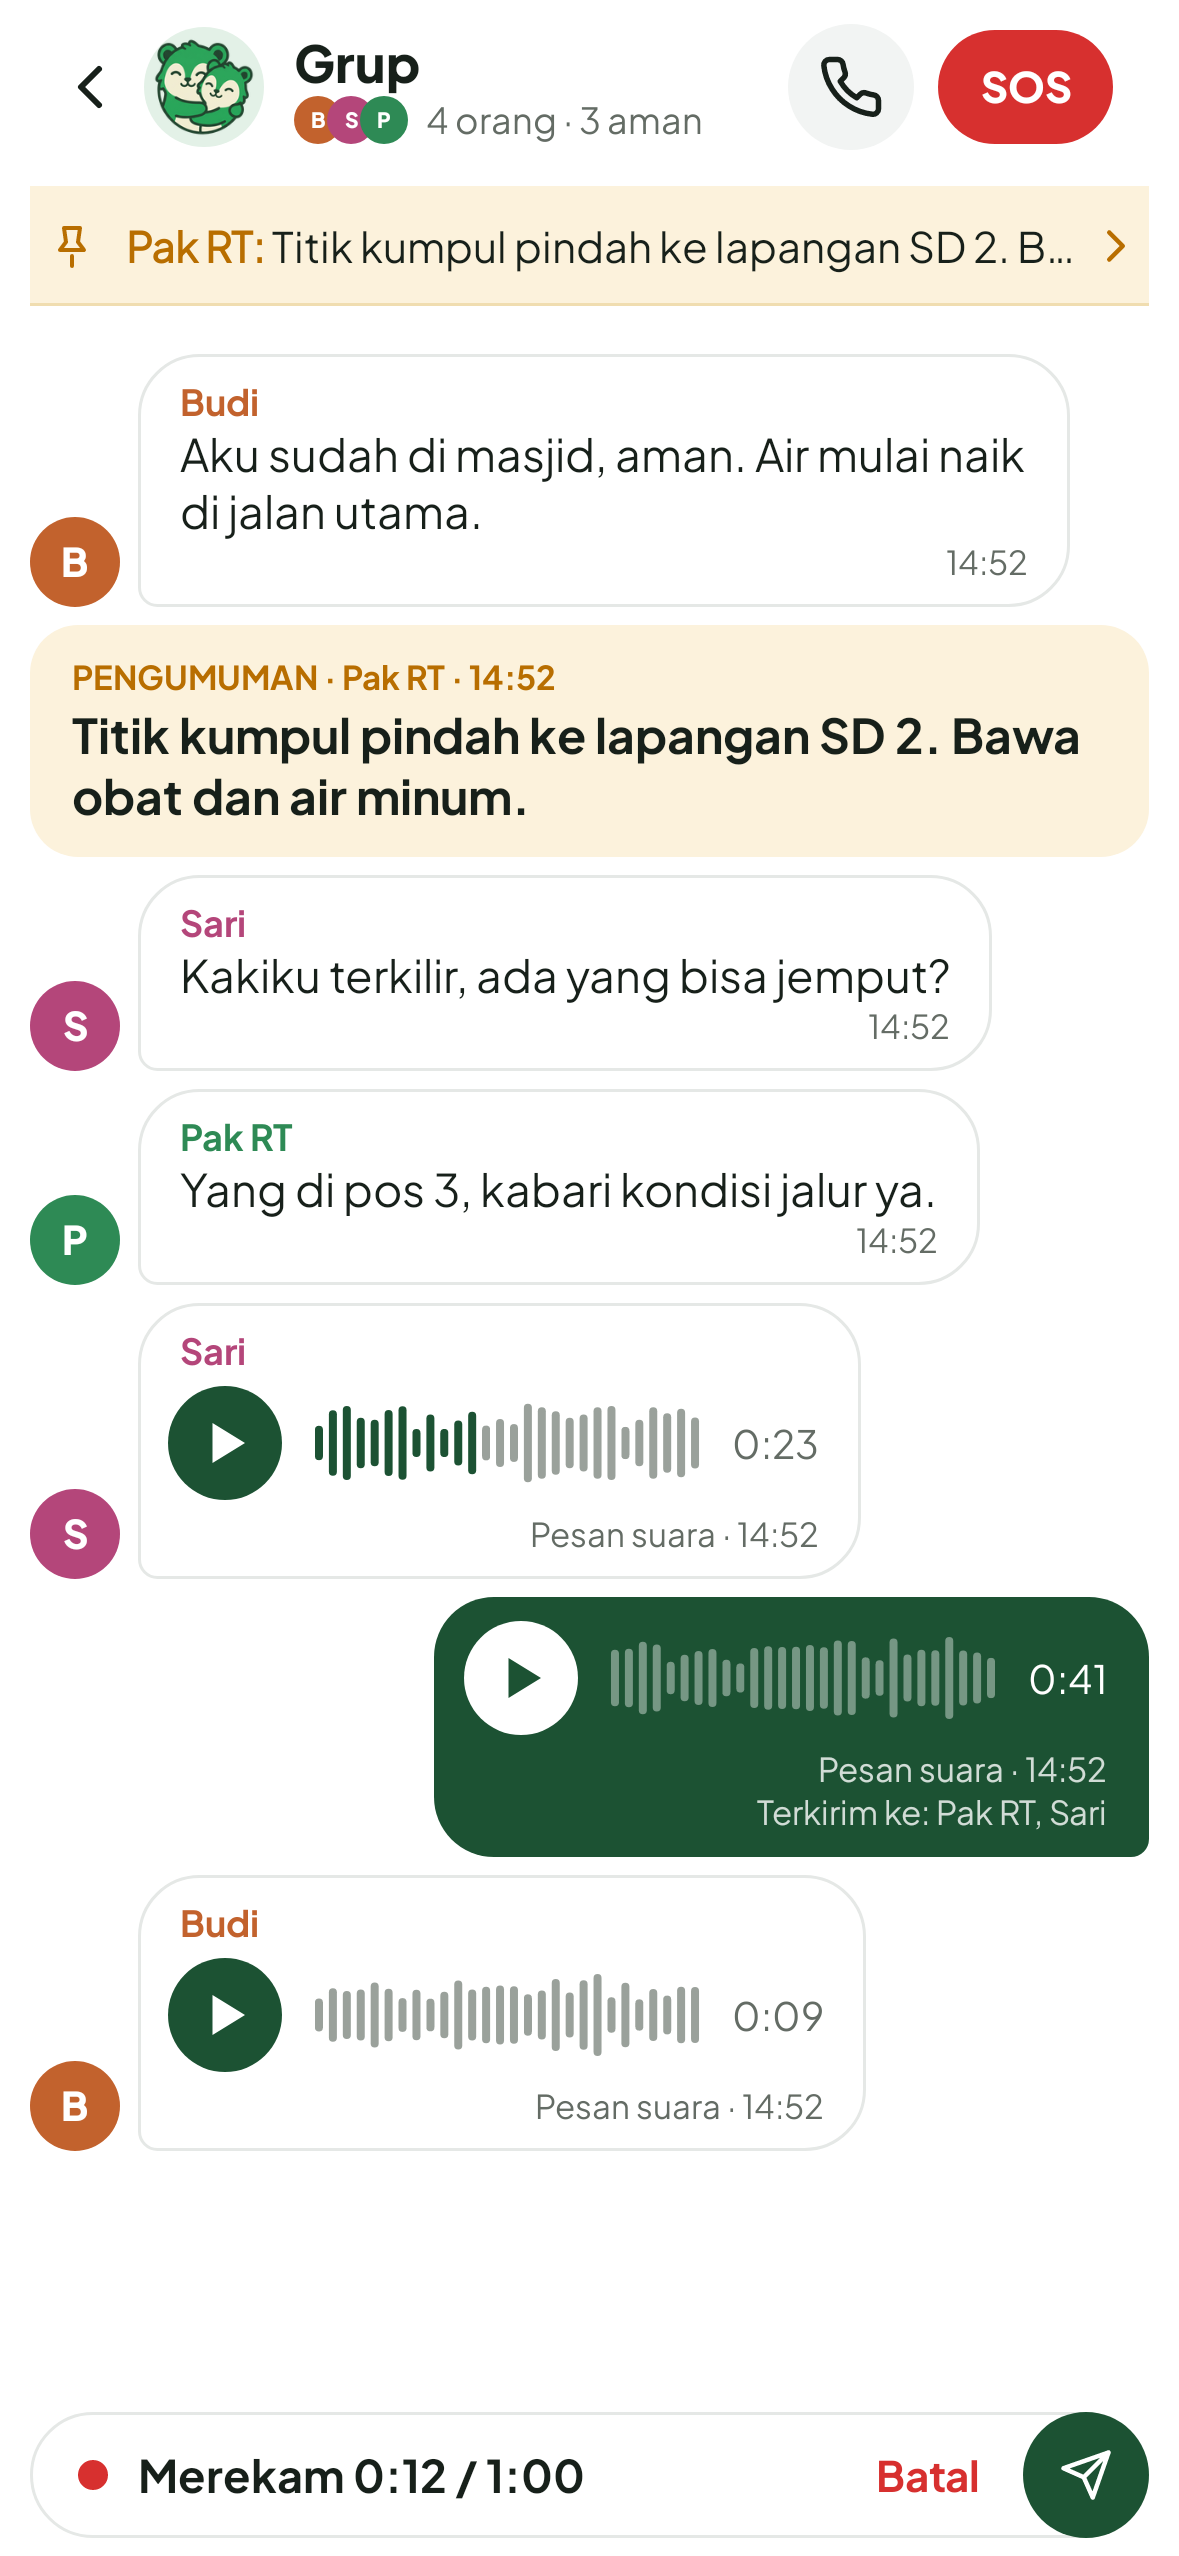 Grup
SOS
B S P 4 orang · 3 aman
Pak RT: Titik kumpul pindah ke lapangan SD 2. B...
Budi
Aku sudah di masjid, aman. Air mulai naik
di jalan utama.
14:52
B
PENGUMUMAN · Pak RT · 14:52
Titik kumpul pindah ke lapangan SD 2. Bawa
obat dan air minum.
Sari
Kakiku terkilir, ada yang bisa jemput?
14:52
S
Pak RT
Yang di pos 3, kabari kondisi jalur ya.
14:52
P
Sari
0:23
Pesan suara · 14:52
S
0:41
Pesan suara · 14:52
Terkirim ke: Pak RT, Sari
Budi
0:09
Pesan suara · 14:52
B
Merekam 0:12 / 1:00 Batal